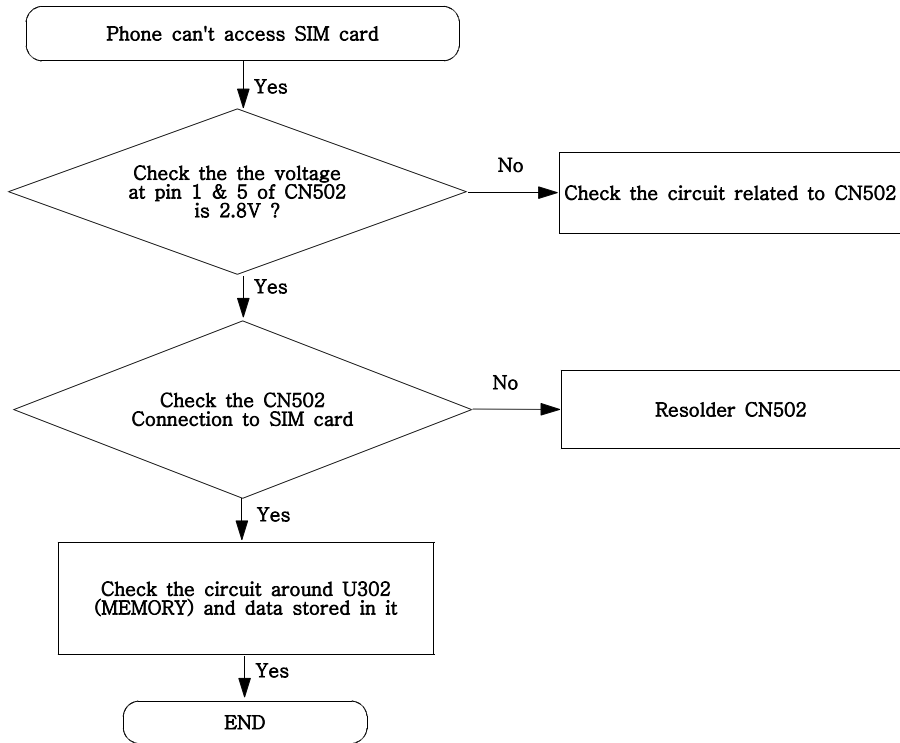 Phone can't access SIM card
Yes
Check the the voltage
at pin 1 & 5 of CN502
is 2.8V ?
No
Check the circuit related to CN502
Yes
Check the CN502
Connection to SIM card
No
Resolder CN502
Yes
Check the circuit around U302
(MEMORY) and data stored in it
Yes
END